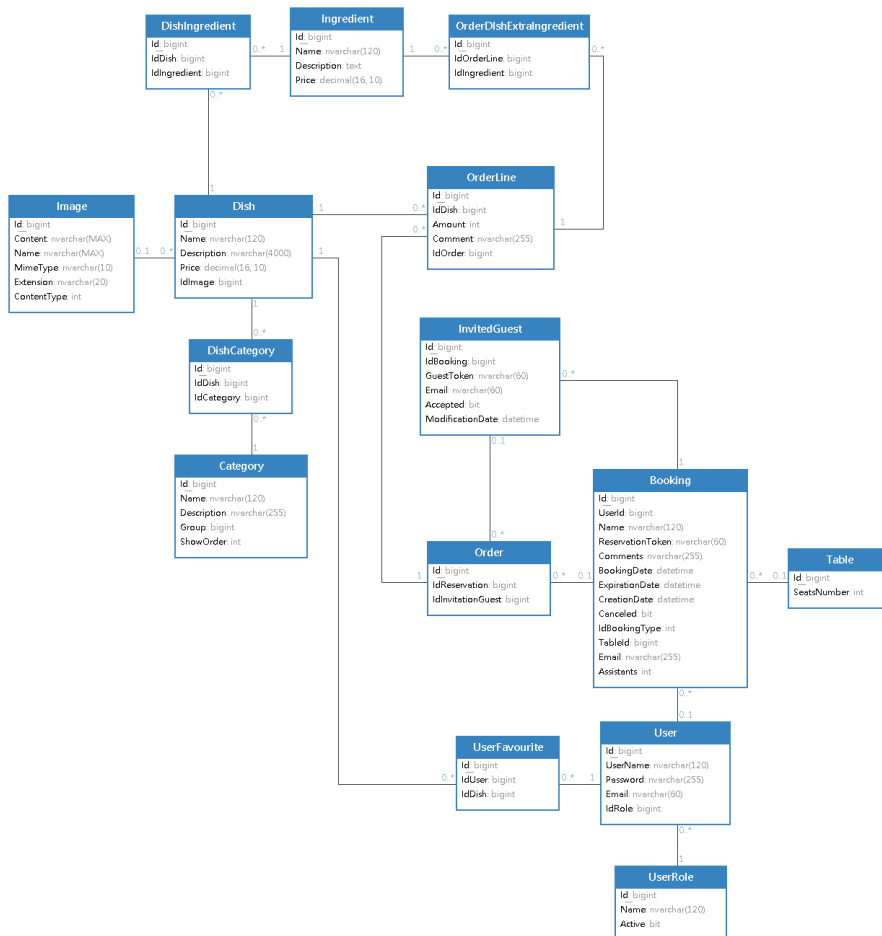 DishIngredient
Id: bigint
IdDish: bigint
IdIngredient: bigint
0..*
1
Ingredient
Id: bigint
Name: nvarchar(120)
Description: text
Price: decimal(16, 10)
1
0..*
OrderDIshExtraIngredient
Id: bigint
IdOrderLine: bigint
IdIngredient: bigint
0..*
0..*
1
Image
Id: bigint
Content: nvarchar(MAX)
Name: nvarchar(MAX)
MimeType: nvarchar(10)
Extension: nvarchar(20)
ContentType: int
0..1
0..*
Dish
Id: bigint
Name: nvarchar(120)
Description: nvarchar(4000)
Price: decimal(16, 10)
IdImage: bigint
1
0..*
1
0..*
OrderLine
Id: bigint
IdDish: bigint
Amount: int
Comment: nvarchar(255)
IdOrder: bigint
1
1
0..*
DishCategory
Id: bigint
IdDish: bigint
IdCategory: bigint
0..*
1
Category
Id: bigint
Name: nvarchar(120)
Description: nvarchar(255)
Group: bigint
ShowOrder: int
InvitedGuest
Id: bigint
IdBooking: bigint
GuestToken: nvarchar(60)
Email: nvarchar(60)
Accepted: bit
ModificationDate: datetime
0..*
0..1
0..*
1
Order
Id: bigint
IdReservation: bigint
IdInvitationGuest: bigint
1
0..*
0..1
Booking
Id: bigint
UserId: bigint
Name: nvarchar(120)
ReservationToken: nvarchar(60)
Comments: nvarchar(255)
BookingDate: datetime
ExpirationDate: datetime
CreationDate: datetime
Canceled: bit
IdBookingType: int
TableId: bigint
Email: nvarchar(255)
Assistants: int
0..*
0..1
Table
Id: bigint
SeatsNumber: int
0..*
0..1
UserFavourite
Id: bigint
IdUser: bigint
IdDish: bigint
0..*
0..*
1
User
Id: bigint
UserName: nvarchar(120)
Password: nvarchar(255)
Email: nvarchar(60)
IdRole: bigint
0..*
1
UserRole
Id: bigint
Name: nvarchar(120)
Active: bit